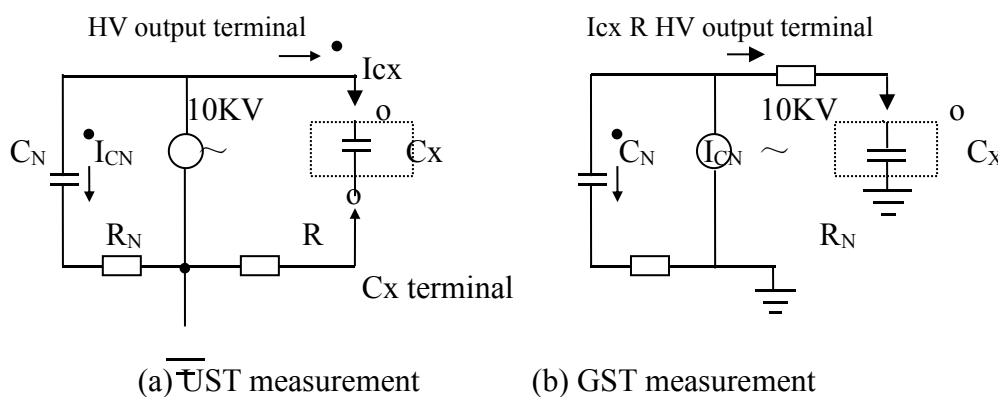 HV output terminal
Icx
10KV
o
C_N
I_CN
~
Cx
o
R_N
R
Cx terminal
(a) UST measurement
Icx R HV output terminal
10KV
o
C_N
I_CN
~
C_X
R_N
(b) GST measurement